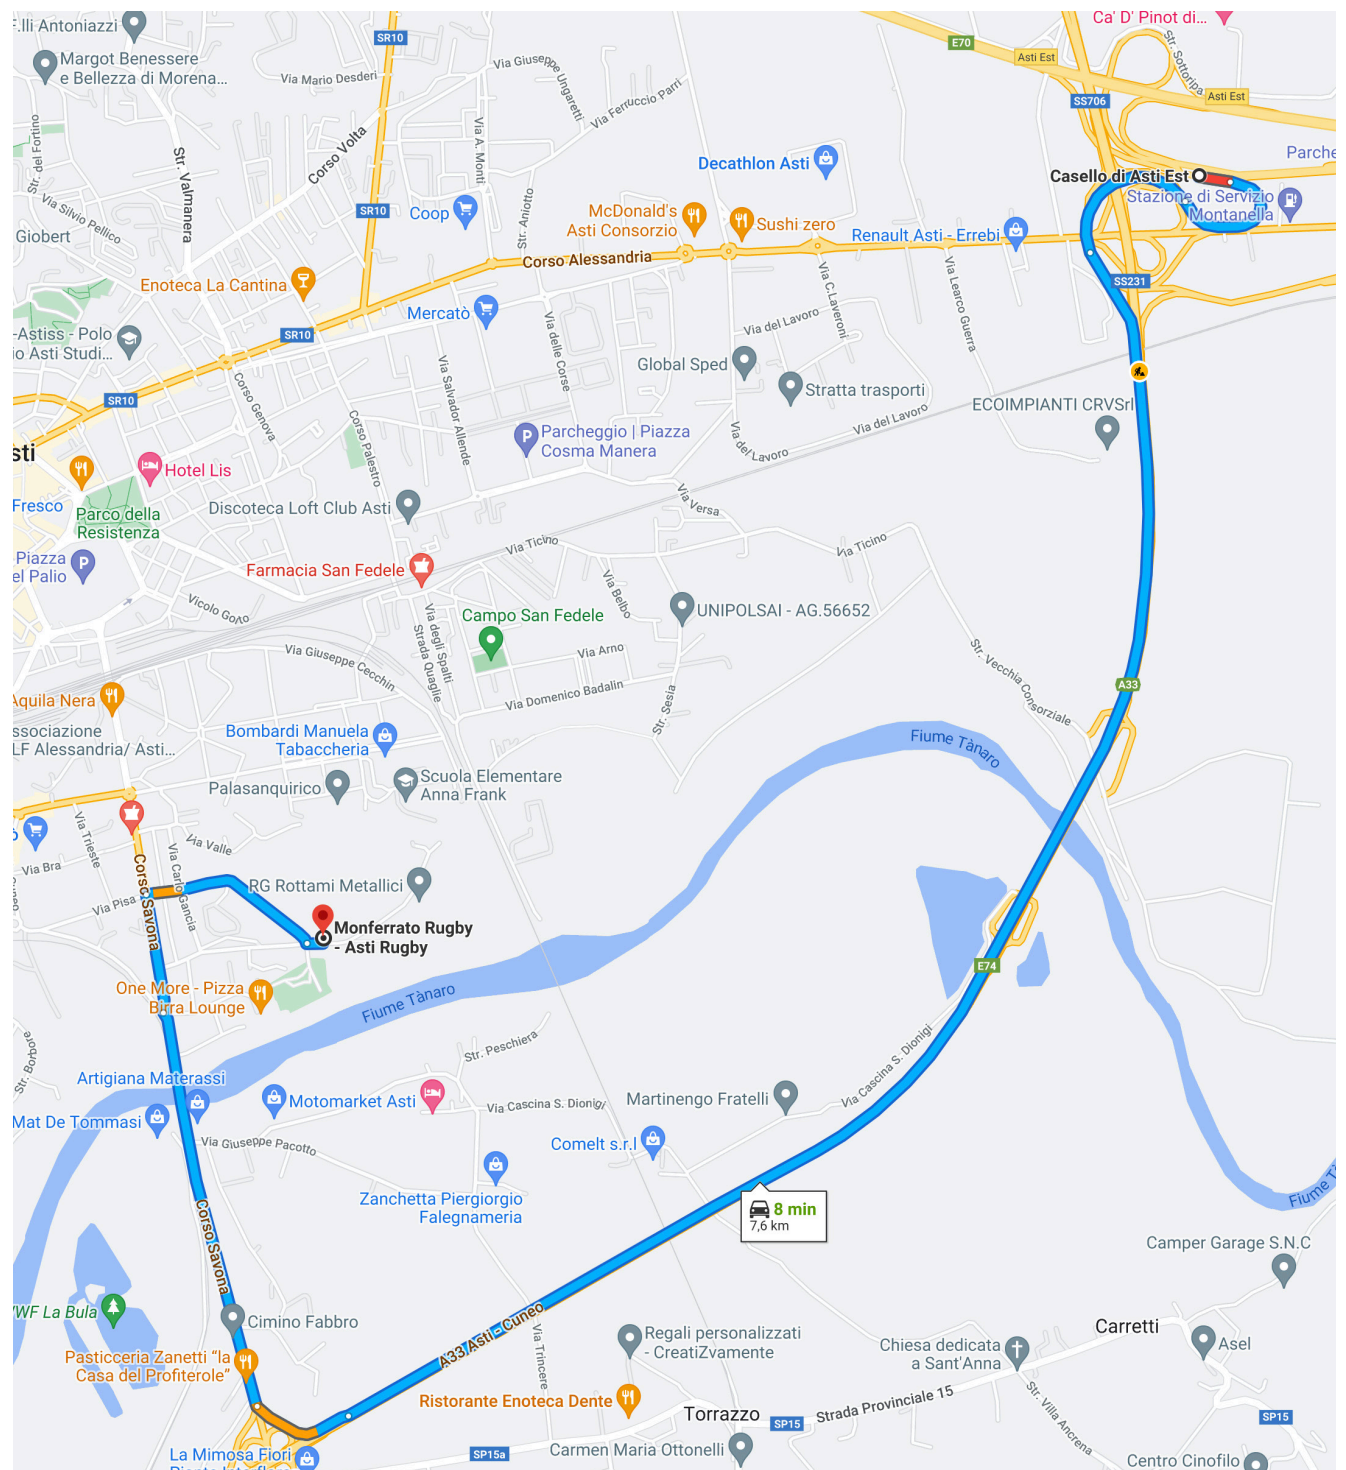 F.lli Antoniazzi
SR10
E70
Ca' D' Pinot di...
Margot Benessere
e Bellezza di Morena...
Via Mario Desderi
Via Giuseppe Ungaretti
Asti Est
Str. Sottoripa
SS706
Asti Est
Via Ferruccio Parri
Str. del Fortino
Via A. Monti
Corso Volta
Str. Valmanera
Decathlon Asti
Parche
Casello di Asti Est
Stazione di Servizio
Montanella
Via Silvio Pellico
SR10
Coop
Str. Aniotto
McDonald's
Asti Consorzio
Sushi zero
Renault Asti - Errebi
Giobert
Corso Alessandria
SS231
Enoteca La Cantina
Via C.Laveroni
Via Learco Guerra
Mercatò
Via del Lavoro
-Astiss - Polo
io Asti Studi...
SR10
Via delle Corse
Global Sped
Stratta trasporti
Via Salvador Allende
SR10
Corso Genova
Corso Palestro
ECOIMPIANTI CRVSrl
Via del Lavoro
Parcheggio | Piazza
Cosma Manera
Via del Lavoro
sti
Hotel Lis
Fresco
Parco della
Resistenza
Discoteca Loft Club Asti
Via Versa
Piazza
el Palio
Via Ticino
Via Ticino
Farmacia San Fedele
Via Belbo
Vicolo Goito
Campo San Fedele
UNIPOLSAI - AG.56652
Via degli Spalti
Strada Quaglie
Via Giuseppe Cecchin
Via Arno
Str. Vecchia Consorziale
Via Domenico Badalin
A33
Aquila Nera
Str. Sesia
ssociazione
LF Alessandria/ Asti...
Bombardi Manuela
Tabaccheria
Fiume Tànaro
Palasanquirico
Scuola Elementare
Anna Frank
Via Trieste
Via Valle
Via Bra
Corso Savona
Via Carlo Gancia
RG Rottami Metallici
Via Pisa
Monferrato Rugby
- Asti Rugby
E74
One More - Pizza
Birra Lounge
Fiume Tànaro
Str. Borbore
Str. Peschiera
Via Cascina S. Dionigi
Artigiana Materassi
Mat De Tommasi
Motomarket Asti
Via Cascina S. Dionigi
Martinengo Fratelli
Via Giuseppe Pacotto
Comelt s.r.l
Zanchetta Piergiorgio
Falegnameria
8 min
7,6 km
Fiume Tà
Corso Savona
Camper Garage S.N.C
WF La Bula
Cimino Fabbro
A33 Asti - Cuneo
Via Trincere
Regali personalizzati
- CreatiZvamente
Carretti
Chiesa dedicata
a Sant'Anna
Asel
Pasticceria Zanetti “la
Casa del Profiterole”
Ristorante Enoteca Dente
Torrazzo
SP15
Strada Provinciale 15
Str. Villa Ancrena
SP15
La Mimosa Fiori
SP15a
Carmen Maria Ottonelli
Centro Cinofilo